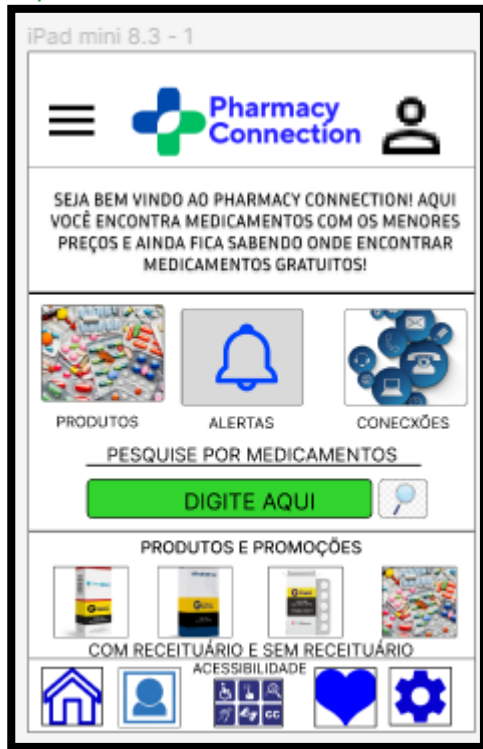 iPad mini 8.3 - 1
Pharmacy
Connection
SEJA BEM VINDO AO PHARMACY CONNECTION! AQUI
VOCÊ ENCONTRA MEDICAMENTOS COM OS MENORES
PREÇOS E AINDA FICA SABENDO ONDE ENCONTRAR
MEDICAMENTOS GRATUITOS!
PRODUTOS
ALERTAS
CONECXÕES
PESQUISE POR MEDICAMENTOS
DIGITE AQUI
PRODUTOS E PROMOÇÕES
COM RECEITUÁRIO E SEM RECEITUÁRIO
ACESSIBILIDADE
CC